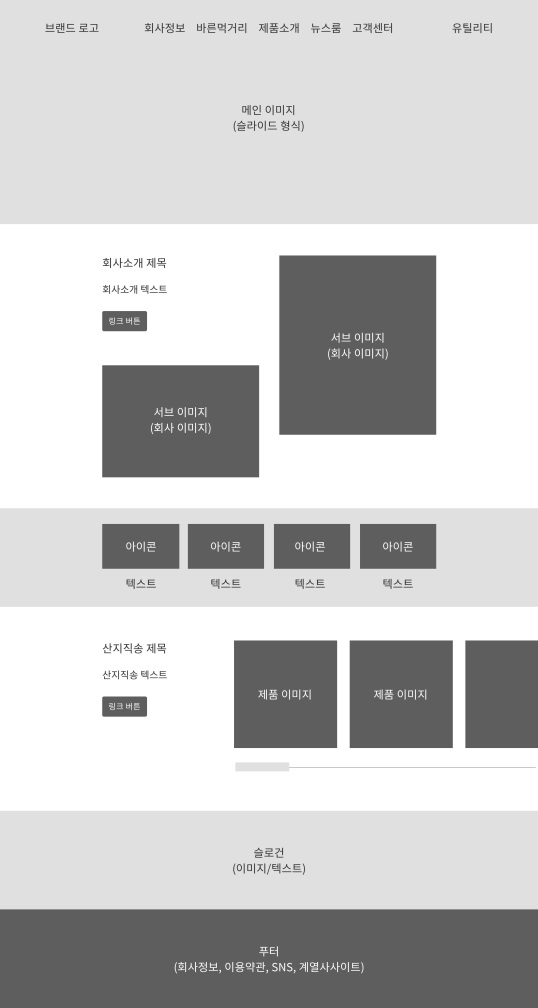 브랜드 로고 회사정보 바른먹거리 제품소개 뉴스룸 고객센터 유틸리티
메인 이미지
(슬라이드 형식)
회사소개 제목
회사소개 텍스트
링크 버튼
서브 이미지
(회사 이미지)
서브 이미지
(회사 이미지)
아이콘 아이콘 아이콘 아이콘
텍스트 텍스트 텍스트 텍스트
산지직송 제목
산지직송 텍스트
링크 버튼
제품 이미지 제품 이미지
슬로건
(이미지/텍스트)
푸터
(회사정보, 이용약관, SNS, 계열사사이트)